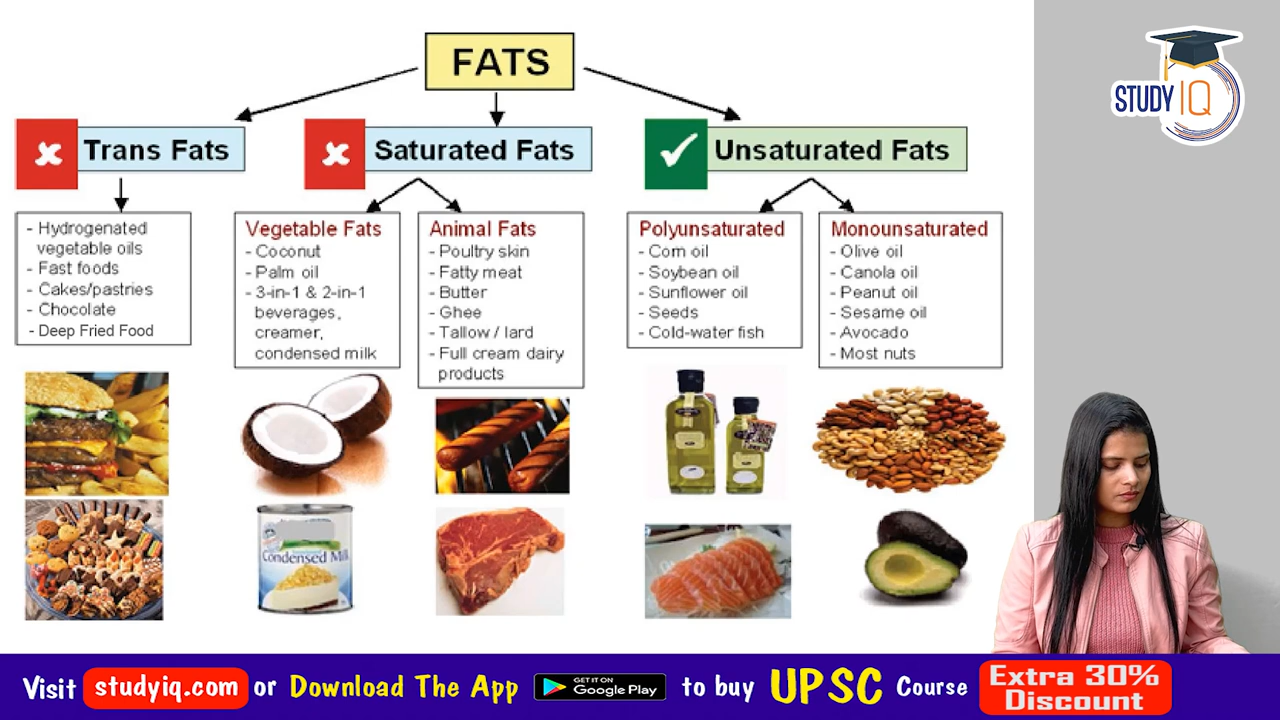 FATS
STUDY IQ
Trans Fats
- Hydrogenated
vegetable oils
- Fast foods
- Cakes/pastries
- Chocolate
- Deep Fried Food
Saturated Fats
Vegetable Fats
- Coconut
- Palm oil
- 3-in-1 & 2-in-1
beverages,
creamer,
condensed milk
Animal Fats
- Poultry skin
- Fatty meat
- Butter
- Ghee
- Tallow / lard
- Full cream dairy
products
Unsaturated Fats
Polyunsaturated
- Corn oil
- Soybean oil
- Sunflower oil
- Seeds
- Cold-water fish
Monounsaturated
- Olive oil
- Canola oil
- Peanut oil
- Sesame oil
- Avocado
- Most nuts
Condensed Milk
Visit studyiq.com or Download The App GET IT ON Google Play to buy UPSC Course Extra 30%
Discount